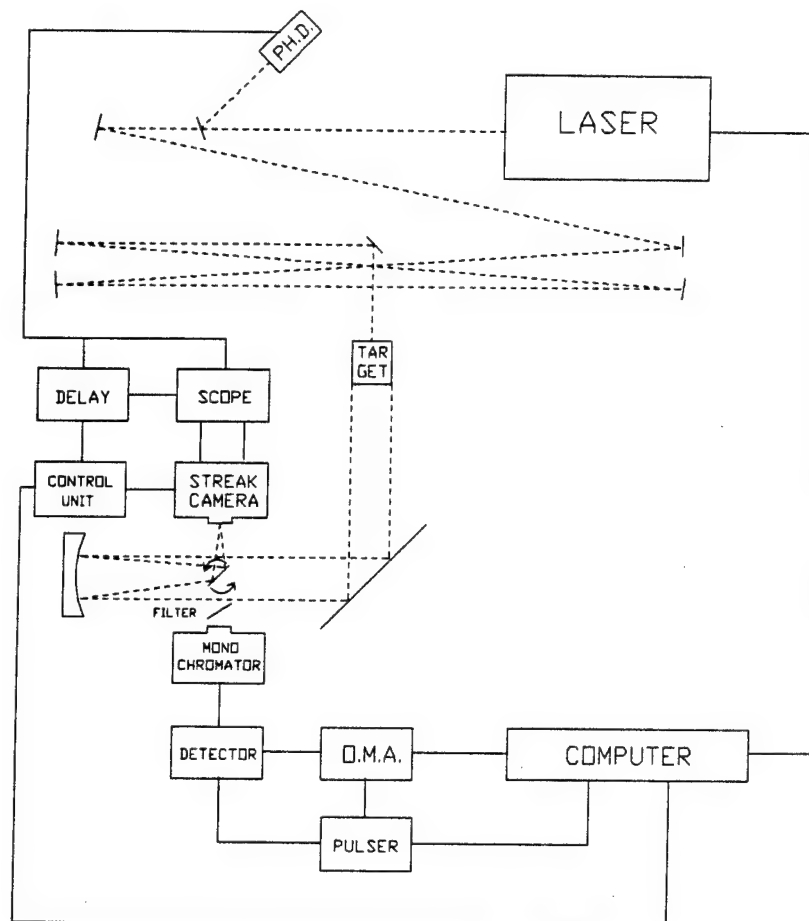 PH.D.
LASER
TAR
GET
DELAY
SCOPE
CONTROL
UNIT
STREAK
CAMERA
FILTER
MONO
CHROMATOR
DETECTOR
O.M.A.
COMPUTER
PULSER